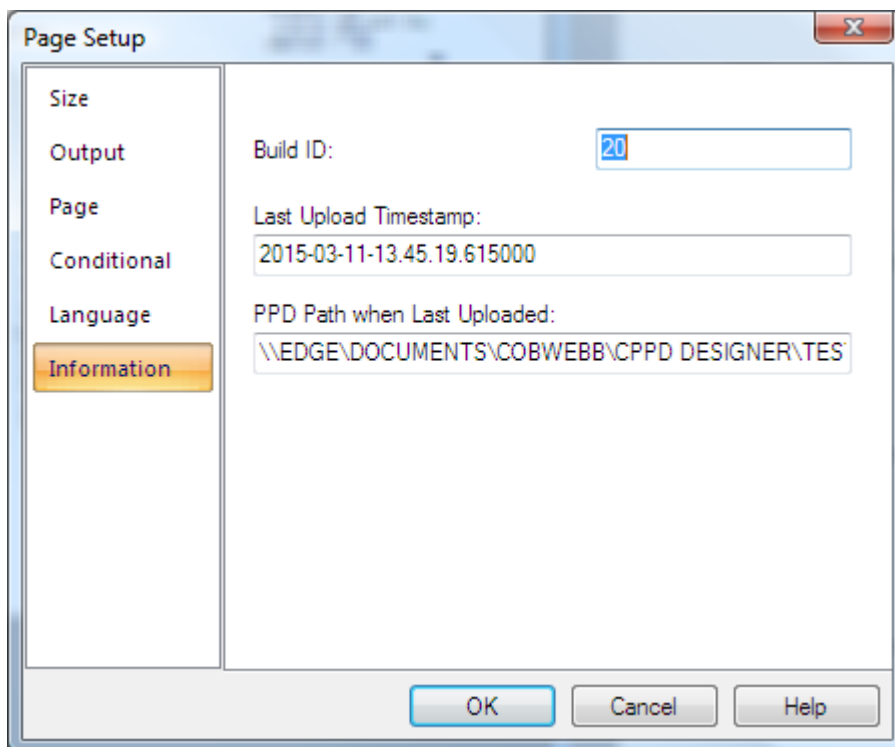 Page Setup
Size
Output
Page
Conditional
Language
Information
Build ID:
20
Last Upload Timestamp:
2015-03-11-13.45.19.615000
PPD Path when Last Uploaded:
\\EDGE\DOCUMENTS\COBWEBB\CPPD DESIGNER\TES
OK
Cancel
Help